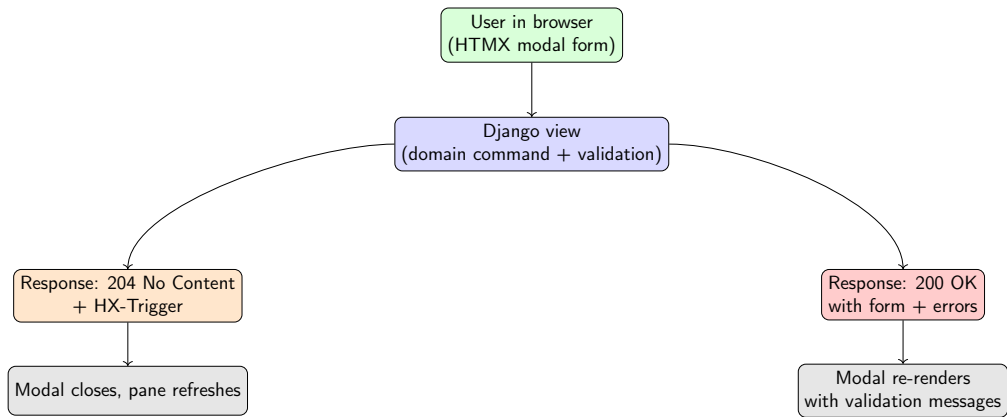 User in browser
(HTMX modal form)
Django view
(domain command + validation)
Response: 204 No Content
+ HX-Trigger
Response: 200 OK
with form + errors
Modal closes, pane refreshes
Modal re-renders
with validation messages